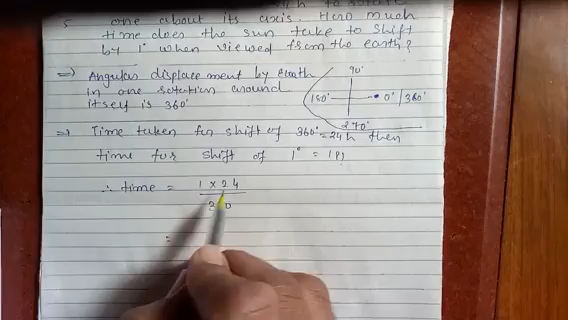 5 one about its axis. How much
time does the sun take to shift
by 1° when viewed from the earth?
=> Angular displacement by earth
in one rotation around
itself is 360°
90°
180°
0°/360°
270°
=> Time taken for shift of 360° = 24h then
time for shift of 1° = (?)
∴ time = 1 x 24
=